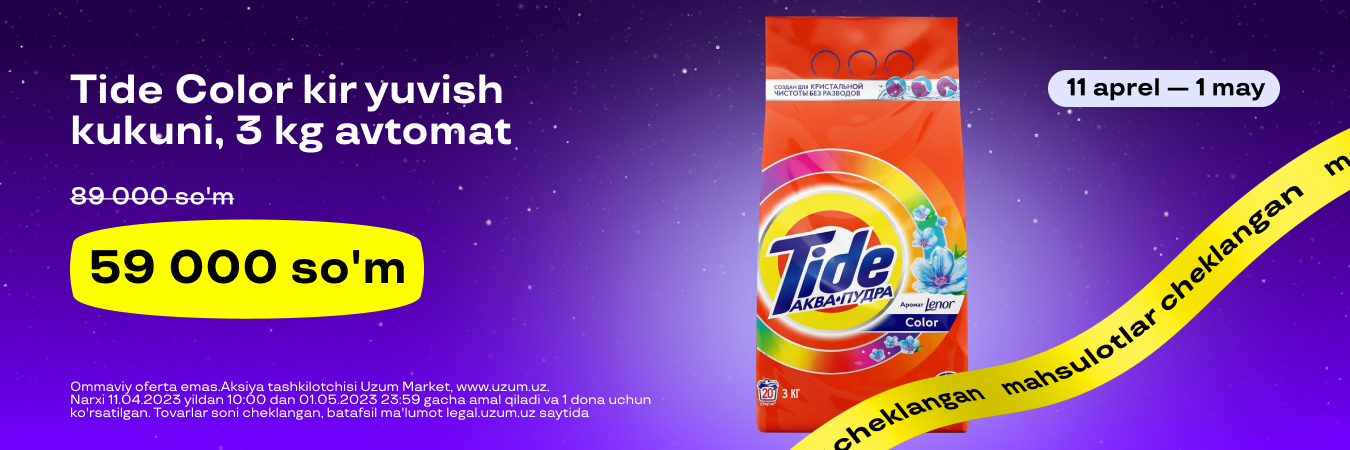 Tide Color kir yuvish
kukuni, 3 kg avtomat
89 000 so'm
59 000 so'm
Ommaviy oferta emas.Aksiya tashkilotchisi Uzum Market, www.uzum.uz.
Narxi 11.04.2023 yildan 10:00 dan 01.05.2023 23:59 gacha amal qiladi va 1 dona uchun
ko'rsatilgan. Tovarlar soni cheklangan, batafsil ma'lumot legal.uzum.uz saytida
СОЗДАН ДЛЯ КРИСТАЛЬНОЙ
ЧИСТОТЫ БЕЗ РАЗВОДОВ
Tide
АКВА•ПУДРА
Аромат Lenor
Color
20
3 КГ
11 aprel — 1 may
cheklangan mahsulotlar cheklangan m